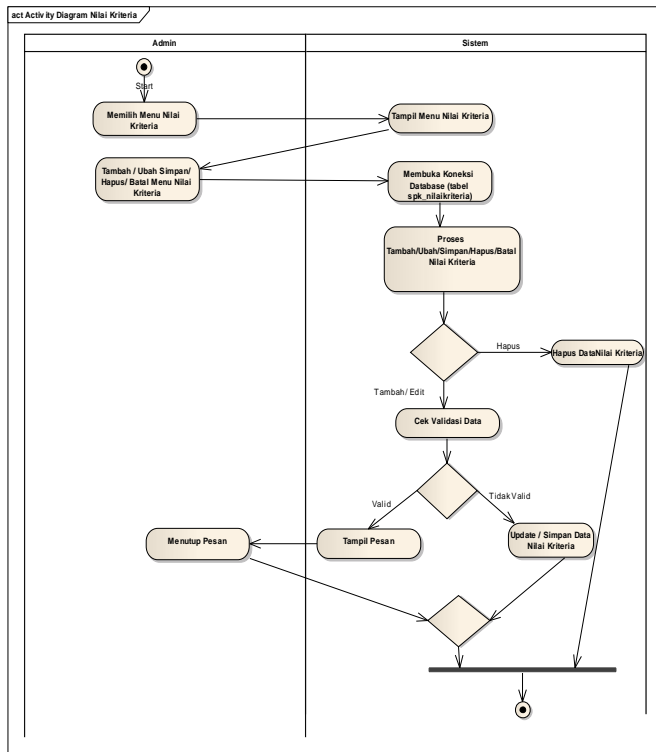 act Activity Diagram Nilai Kriteria
Admin
Sistem
Start
Memilih Menu Nilai
Kriteria
Tampil Menu Nilai Kriteria
Tambah / Ubah Simpan/
Hapus/ Batal Menu Nilai
Kriteria
Membuka Koneksi
Database (tabel
spk_nilaikriteria)
Proses
Tambah/Ubah/Simpan/Hapus/Batal
Nilai Kriteria
Hapus
Hapus DataNilai Kriteria
Tambah/ Edit
Cek Validasi Data
Valid
Tidak Valid
Menutup Pesan
Tampil Pesan
Update / Simpan Data
Nilai Kriteria